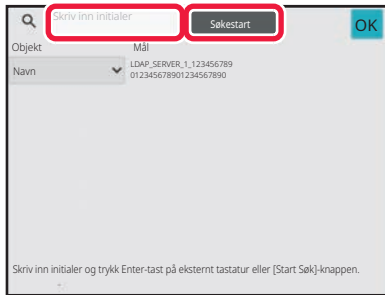 Skriv inn initialer
Søkestart
OK
Objekt
Mål
Navn
LDAP_SERVER_1_123456789
012345678901234567890
Skriv inn initialer og trykk Enter-tast på eksternt tastatur eller [Start Søk]-knappen.